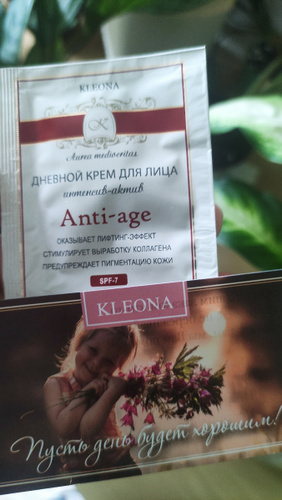 KLEONA
K
Aurea mediocritas
ДНЕВНОЙ КРЕМ ДЛЯ ЛИЦА
интенсив-актив
Anti-age
ОКАЗЫВАЕТ ЛИФТИНГ-ЭФФЕКТ
СТИМУЛИРУЕТ ВЫРАБОТКУ КОЛЛАГЕНА
ПРЕДУПРЕЖДАЕТ ПИГМЕНТАЦИЮ КОЖИ
SPF-7
KLEONA
Пусть день будет хорошим!